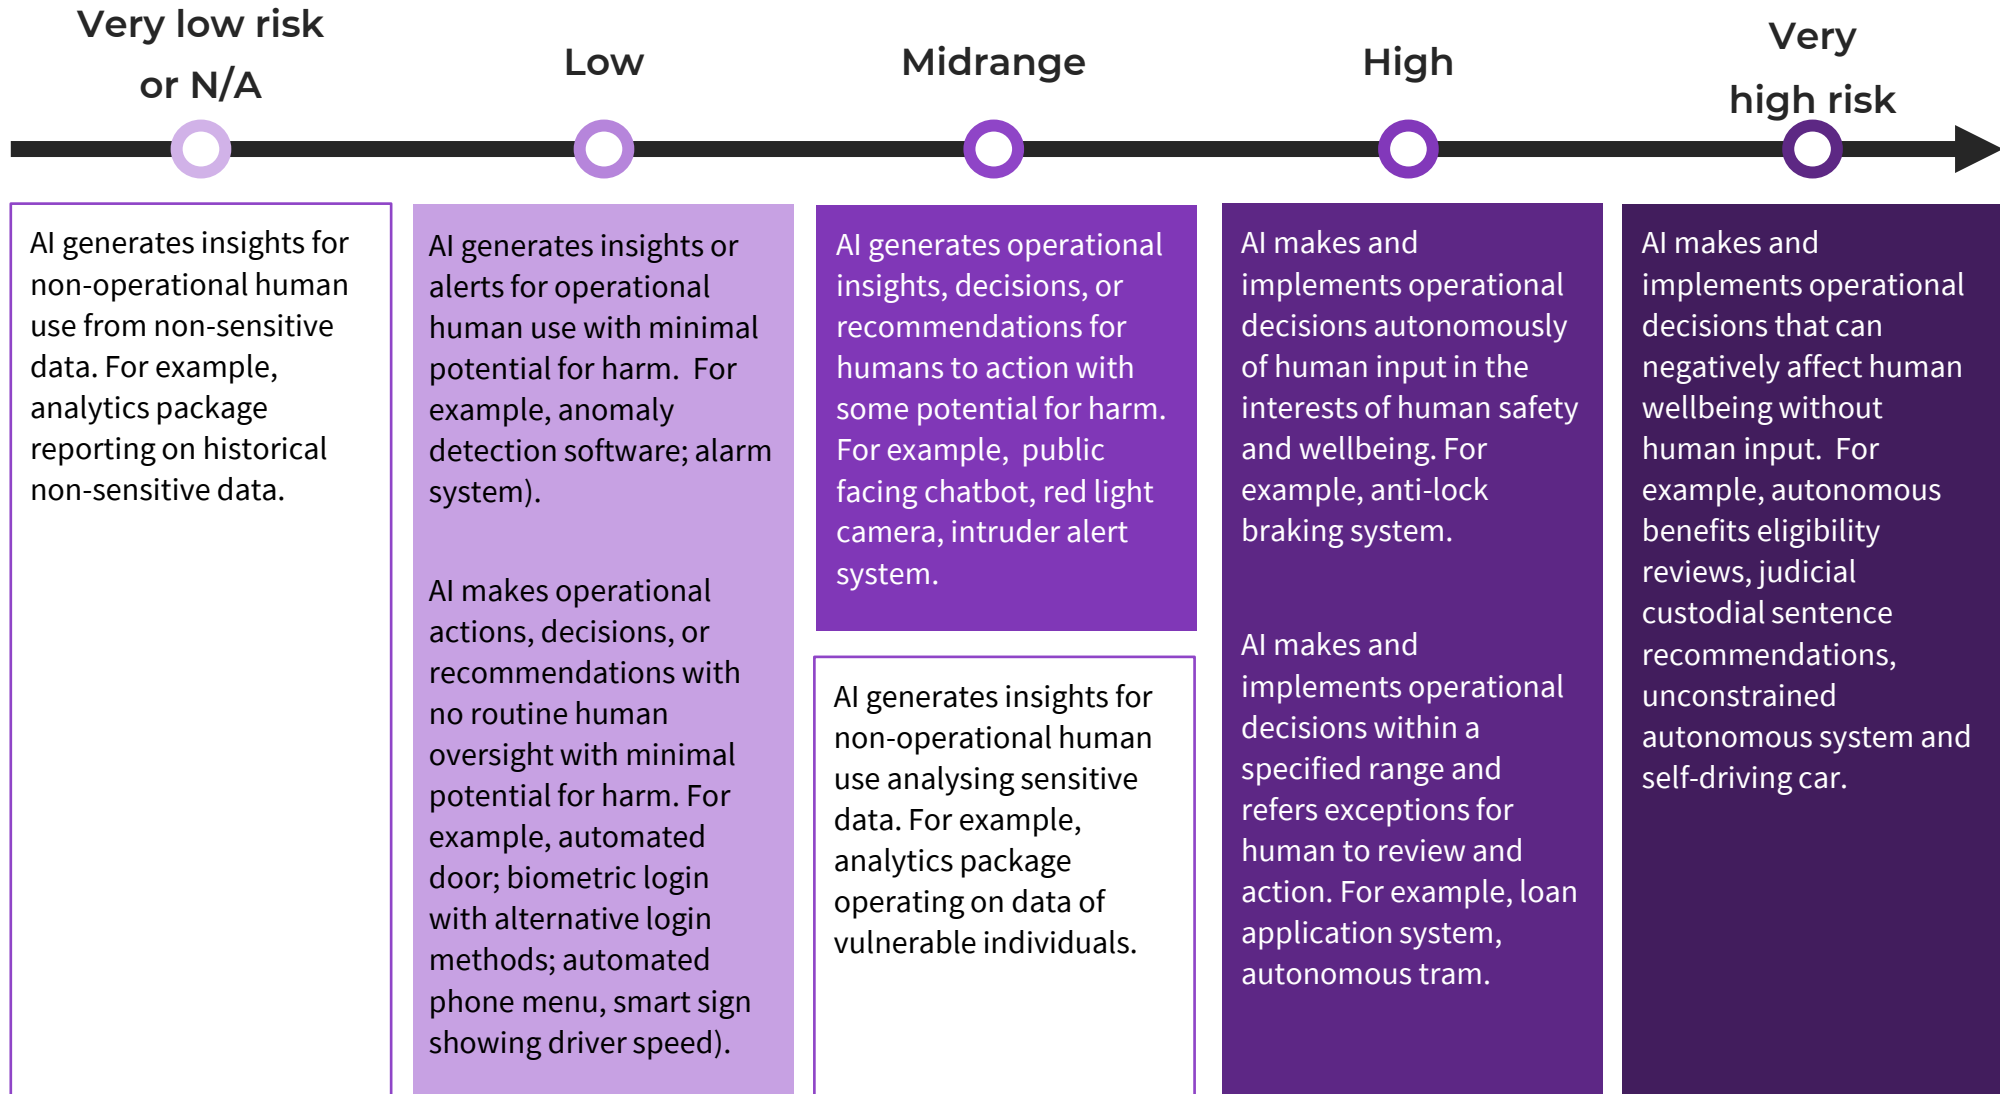 Very low risk
or N/A
Low
Midrange
High
Very
high risk
AI generates insights for
non-operational human
use from non-sensitive
data. For example,
analytics package
reporting on historical
non-sensitive data.
AI generates insights or
alerts for operational
human use with minimal
potential for harm.  For
example, anomaly
detection software; alarm
system).
AI makes operational
actions, decisions, or
recommendations with
no routine human
oversight with minimal
potential for harm. For
example, automated
door; biometric login
with alternative login
methods; automated
phone menu, smart sign
showing driver speed).
AI generates operational
insights, decisions, or
recommendations for
humans to action with
some potential for harm.
For example,  public
facing chatbot, red light
camera, intruder alert
system.
AI generates insights for
non-operational human
use analysing sensitive
data. For example,
analytics package
operating on data of
vulnerable individuals.
AI makes and
implements operational
decisions autonomously
of human input in the
interests of human safety
and wellbeing. For
example, anti-lock
braking system.
AI makes and
implements operational
decisions within a
specified range and
refers exceptions for
human to review and
action. For example, loan
application system,
autonomous tram.
AI makes and
implements operational
decisions that can
negatively affect human
wellbeing without
human input.  For
example, autonomous
benefits eligibility
reviews, judicial
custodial sentence
recommendations,
unconstrained
autonomous system and
self-driving car.